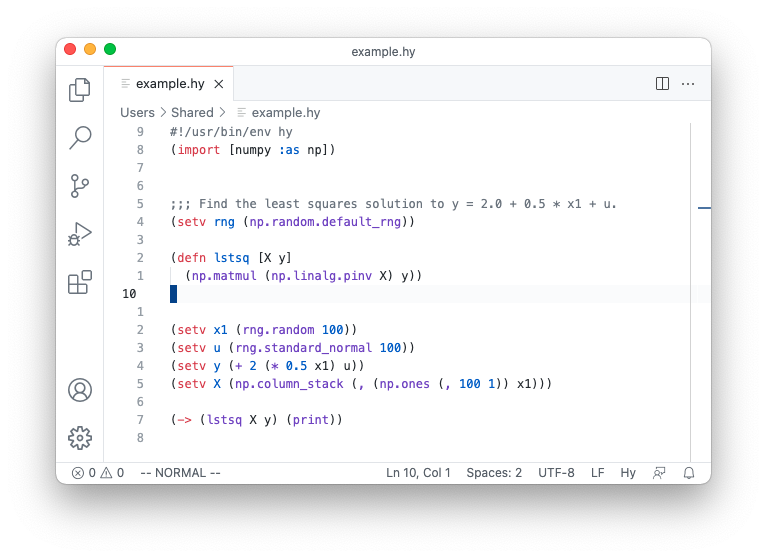 example.hy
example.hy
Users > Shared > example.hy
9 #!/usr/bin/env hy
8 (import [numpy :as np])
7
6
5 ;;; Find the least squares solution to y = 2.0 + 0.5 * x1 + u.
4 (setv rng (np.random.default_rng))
3
2 (defn lstsq [X y]
1   (np.matmul (np.linalg.pinv X) y))
10
1
2 (setv x1 (rng.random 100))
3 (setv u (rng.standard_normal 100))
4 (setv y (+ 2 (* 0.5 x1) u))
5 (setv X (np.column_stack (, (np.ones (, 100 1)) x1)))
6
7 (-> (lstsq X y) (print))
8
0 0 -- NORMAL -- Ln 10, Col 1 Spaces: 2 UTF-8 LF Hy